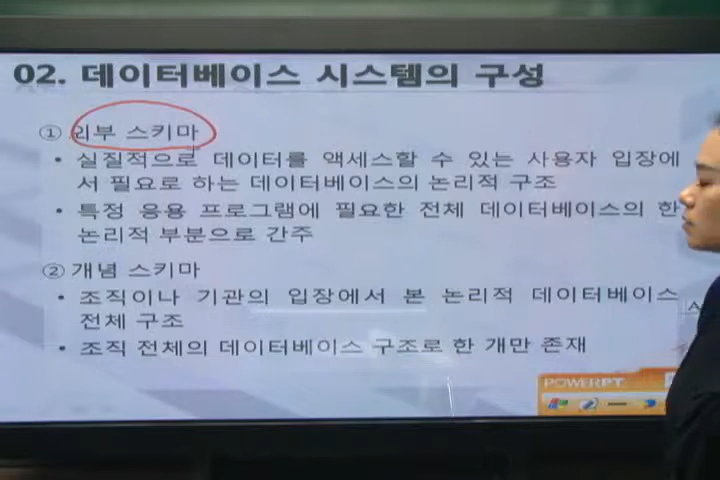 02. 데이터베이스 시스템의 구성
① 외부 스키마
• 실질적으로 데이터를 액세스할 수 있는 사용자 입장에
서 필요로 하는 데이터베이스의 논리적 구조
• 특정 응용 프로그램에 필요한 전체 데이터베이스의 한
논리적 부분으로 간주
② 개념 스키마
• 조직이나 기관의 입장에서 본 논리적 데이터베이스
전체 구조
• 조직 전체의 데이터베이스 구조로 한 개만 존재
POWERPT